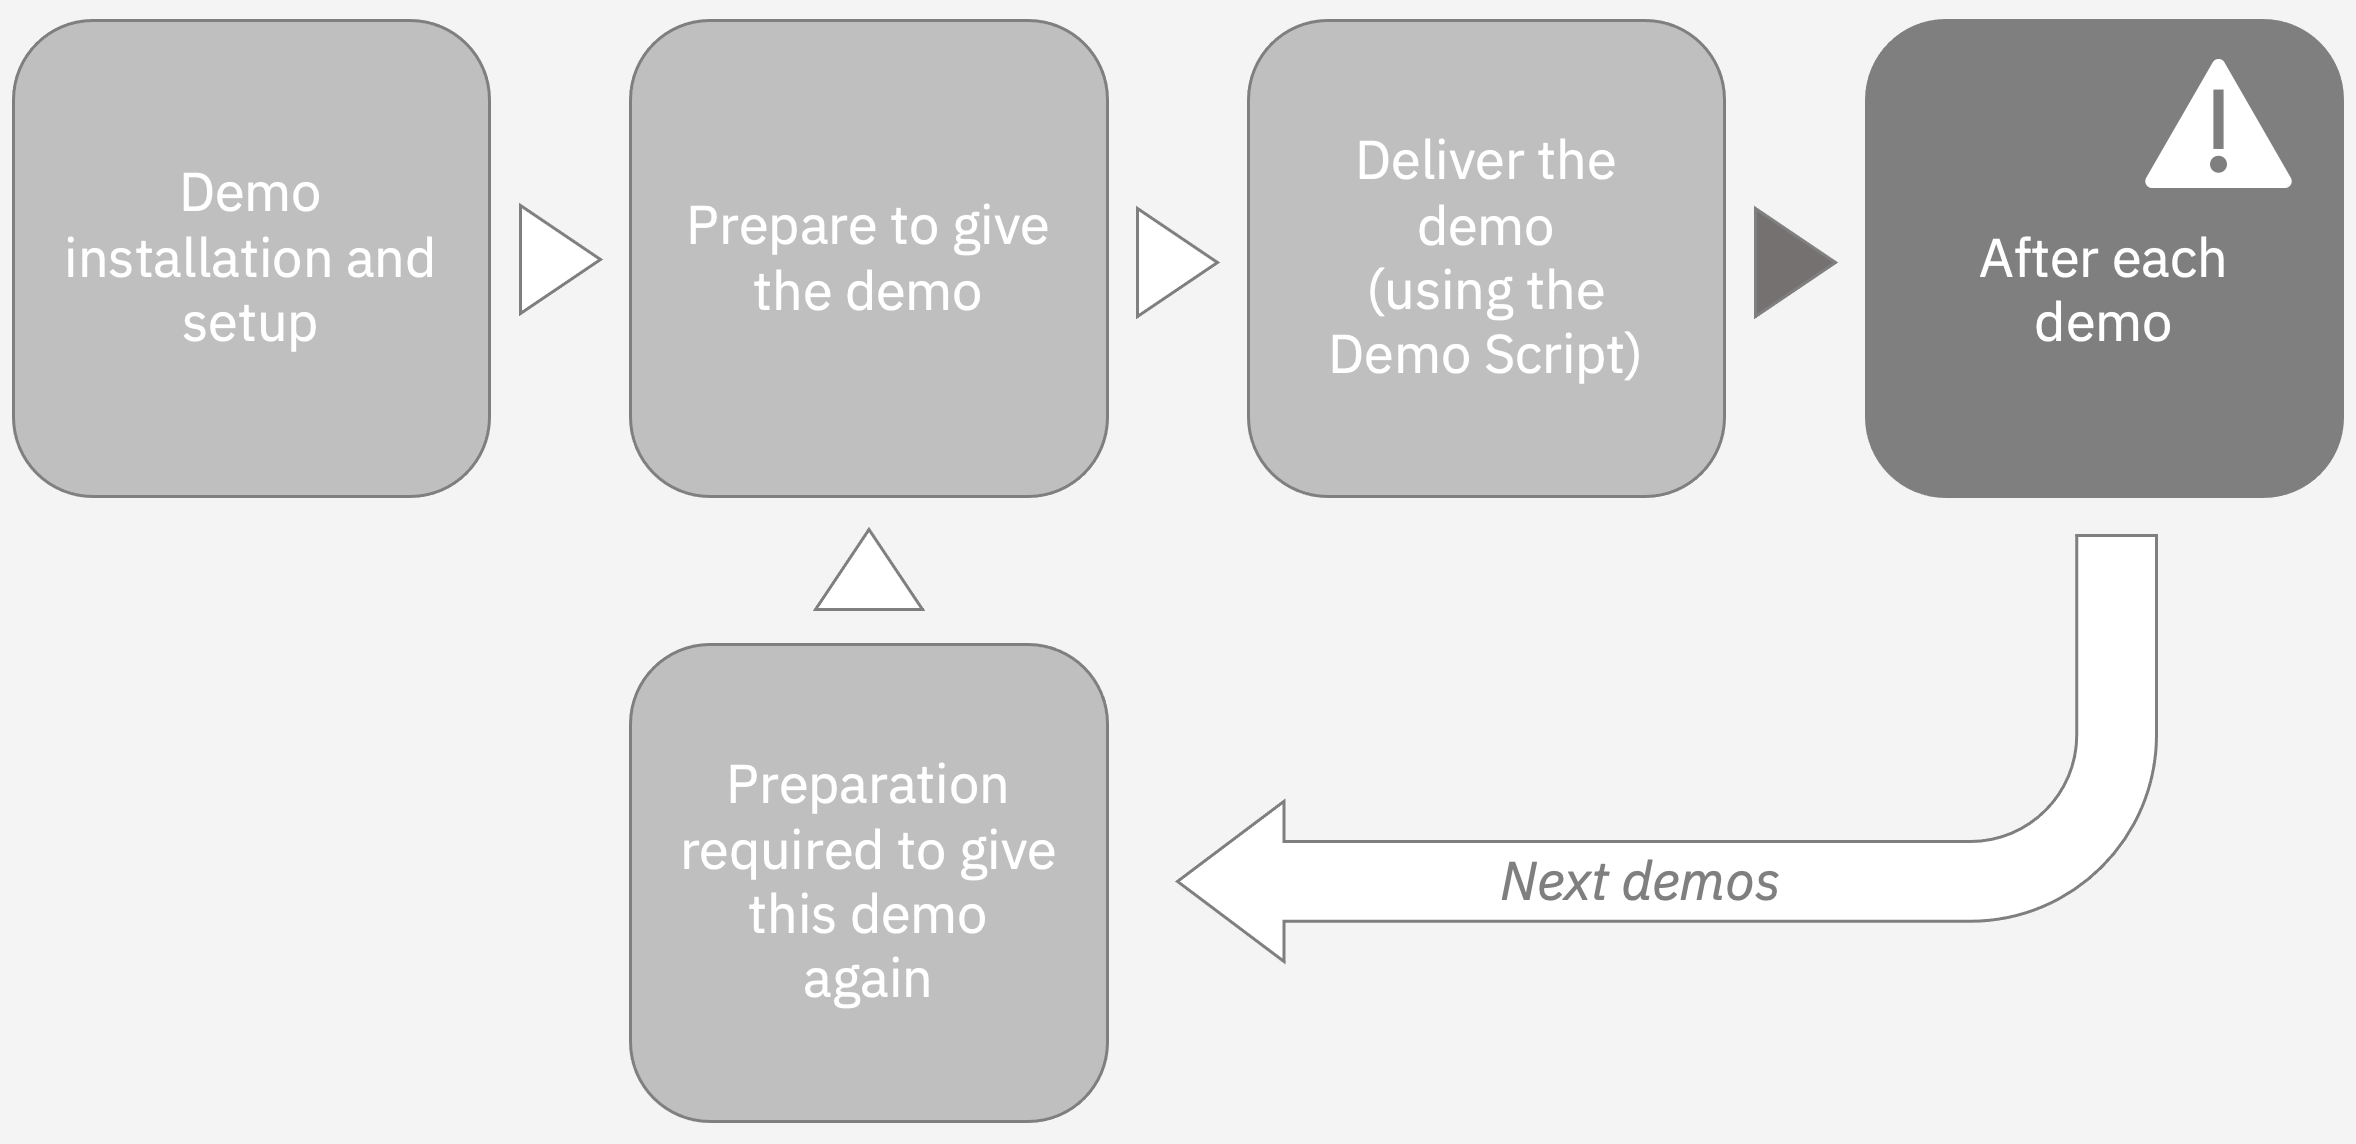 Demo
installation and
setup
Prepare to give
the demo
Deliver the
demo
(using the
Demo Script)
After each
demo
Preparation
required to give
this demo
again
Next demos